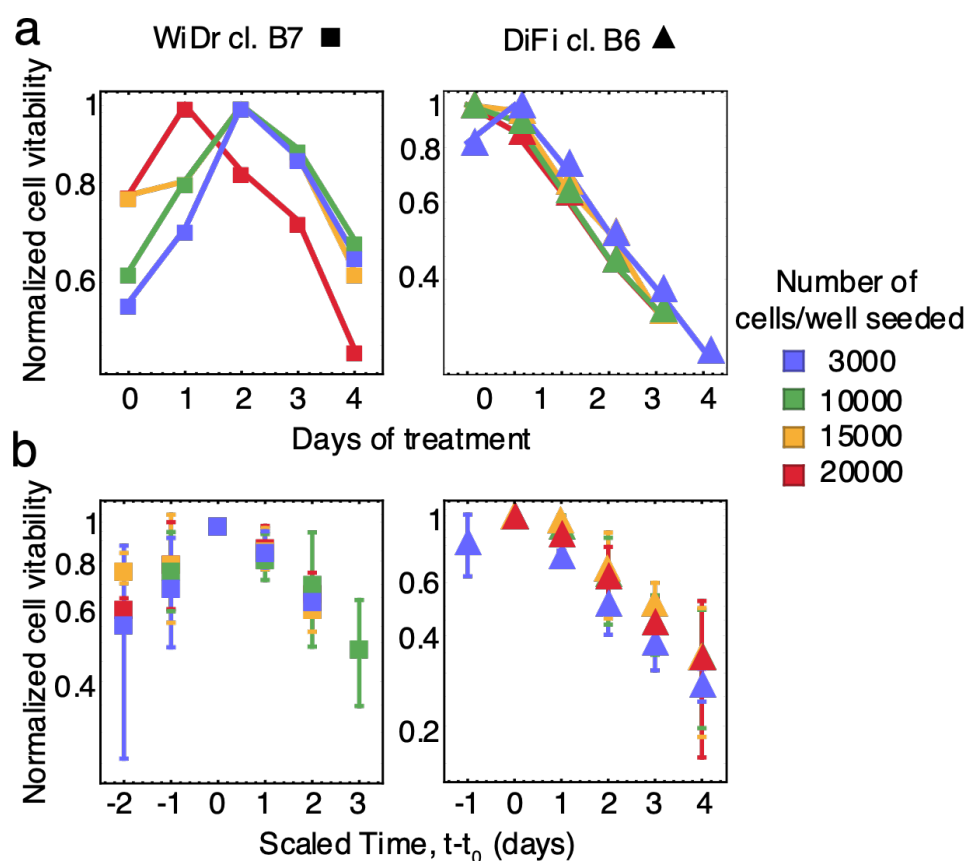 a
WiDr cl. B7
DiFi cl. B6
Normalized cell vitability
1
0.8
0.6
0 1 2 3 4
1
0.8
0.6
0.4
0 1 2 3 4
Days of treatment
Number of
cells/well seeded
3000
10000
15000
20000
b
Normalized cell vitability
1
0.8
0.6
0.4
-2 -1 0 1 2 3
1
0.6
0.4
0.2
-1 0 1 2 3 4
Scaled Time, t-t0 (days)